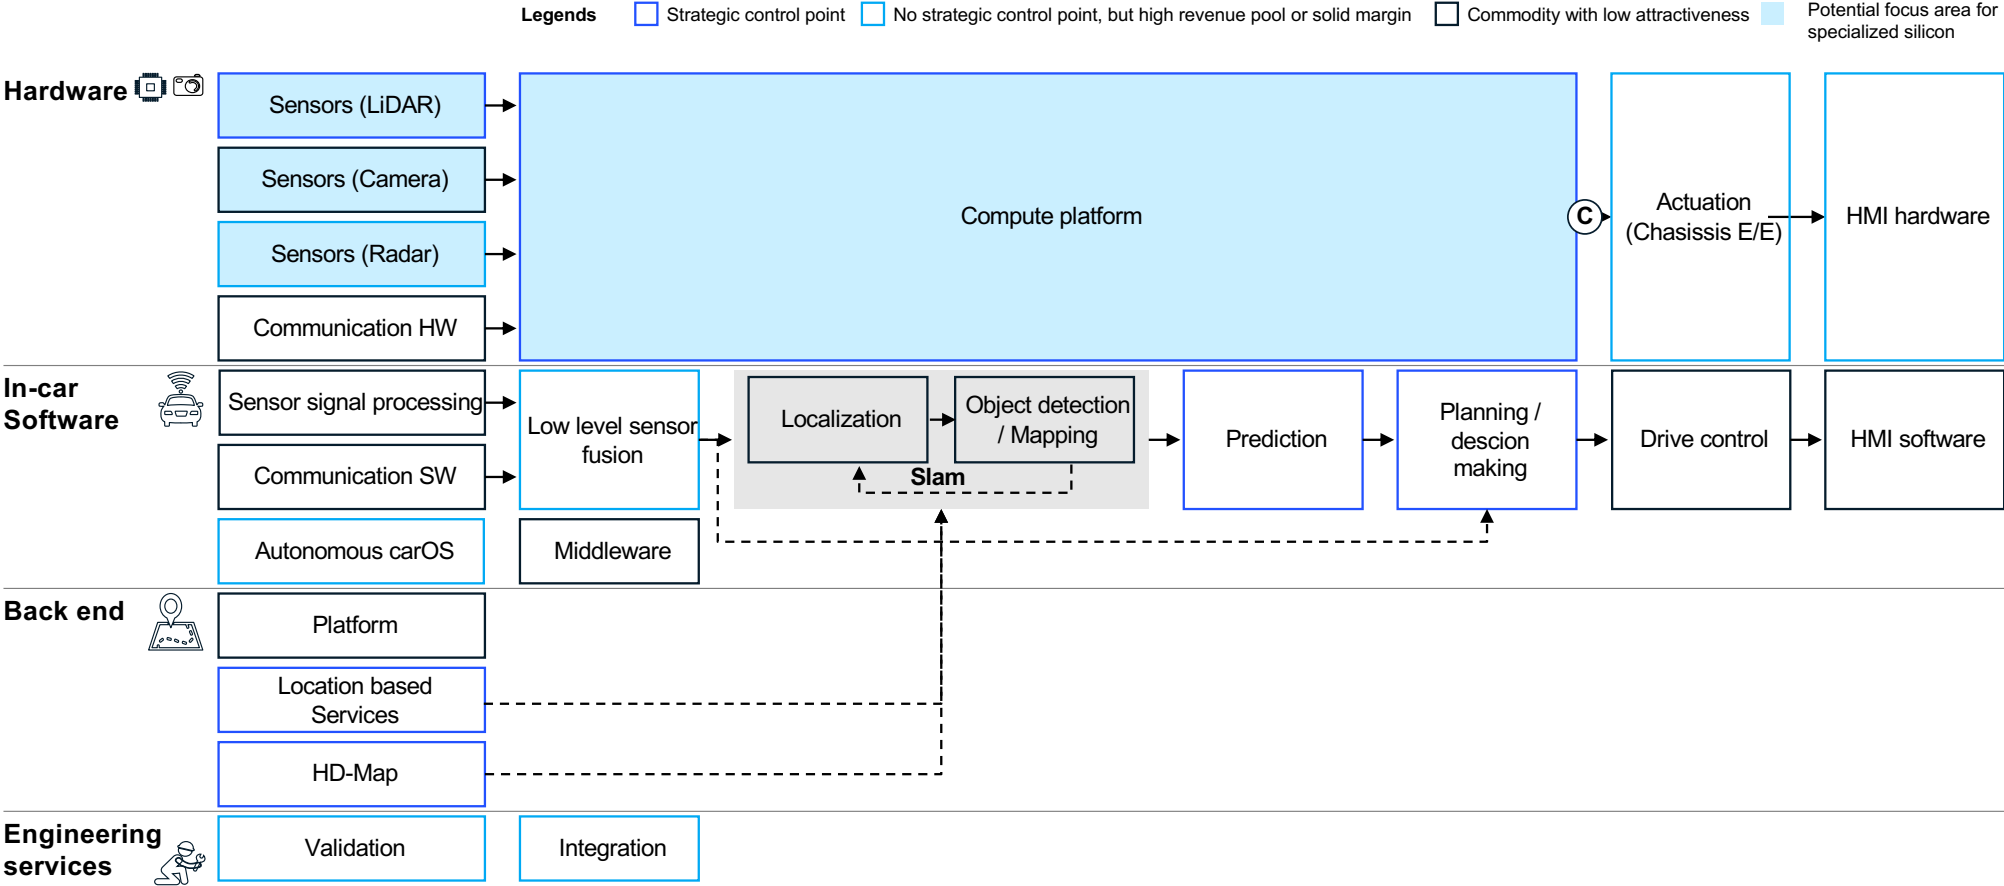 Legends
Strategic control point
No strategic control point, but high revenue pool or solid margin
Commodity with low attractiveness
Potential focus area for
specialized silicon
Hardware
Sensors (LiDAR)
Sensors (Camera)
Sensors (Radar)
Communication HW
Compute platform
C
Actuation
(Chasissis E/E)
HMI hardware
In-car
Software
Sensor signal processing
Communication SW
Autonomous carOS
Low level sensor
fusion
Middleware
Localization
Object detection
/ Mapping
Slam
Prediction
Planning /
descion
making
Drive control
HMI software
Back end
Platform
Location based
Services
HD-Map
Engineering
services
Validation
Integration